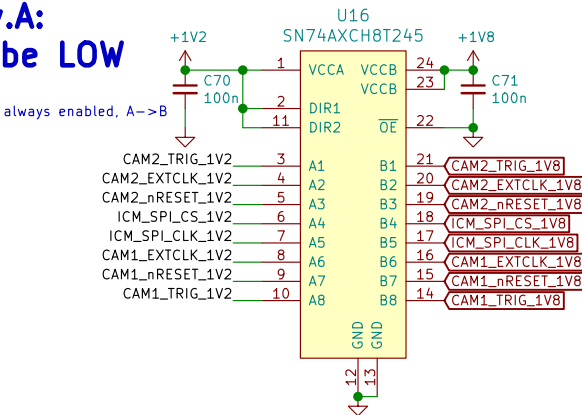 v.A:
be LOW
always enabled, A->B
U16
SN74AXCH8T245
+1V2
+1V8
C70
100n
C71
100n
1 VCCA VCCB 24
VCCB 23
2 DIR1
11 DIR2 OE 22
CAM2_TRIG_1V2 3 A1 B1 21 CAM2_TRIG_1V8
CAM2_EXTCLK_1V2 4 A2 B2 20 CAM2_EXTCLK_1V8
CAM2_nRESET_1V2 5 A3 B3 19 CAM2_nRESET_1V8
ICM_SPI_CS_1V2 6 A4 B4 18 ICM_SPI_CS_1V8
ICM_SPI_CLK_1V2 7 A5 B5 17 ICM_SPI_CLK_1V8
CAM1_EXTCLK_1V2 8 A6 B6 16 CAM1_EXTCLK_1V8
CAM1_nRESET_1V2 9 A7 B7 15 CAM1_nRESET_1V8
CAM1_TRIG_1V2 10 A8 B8 14 CAM1_TRIG_1V8
GND GND
12 13